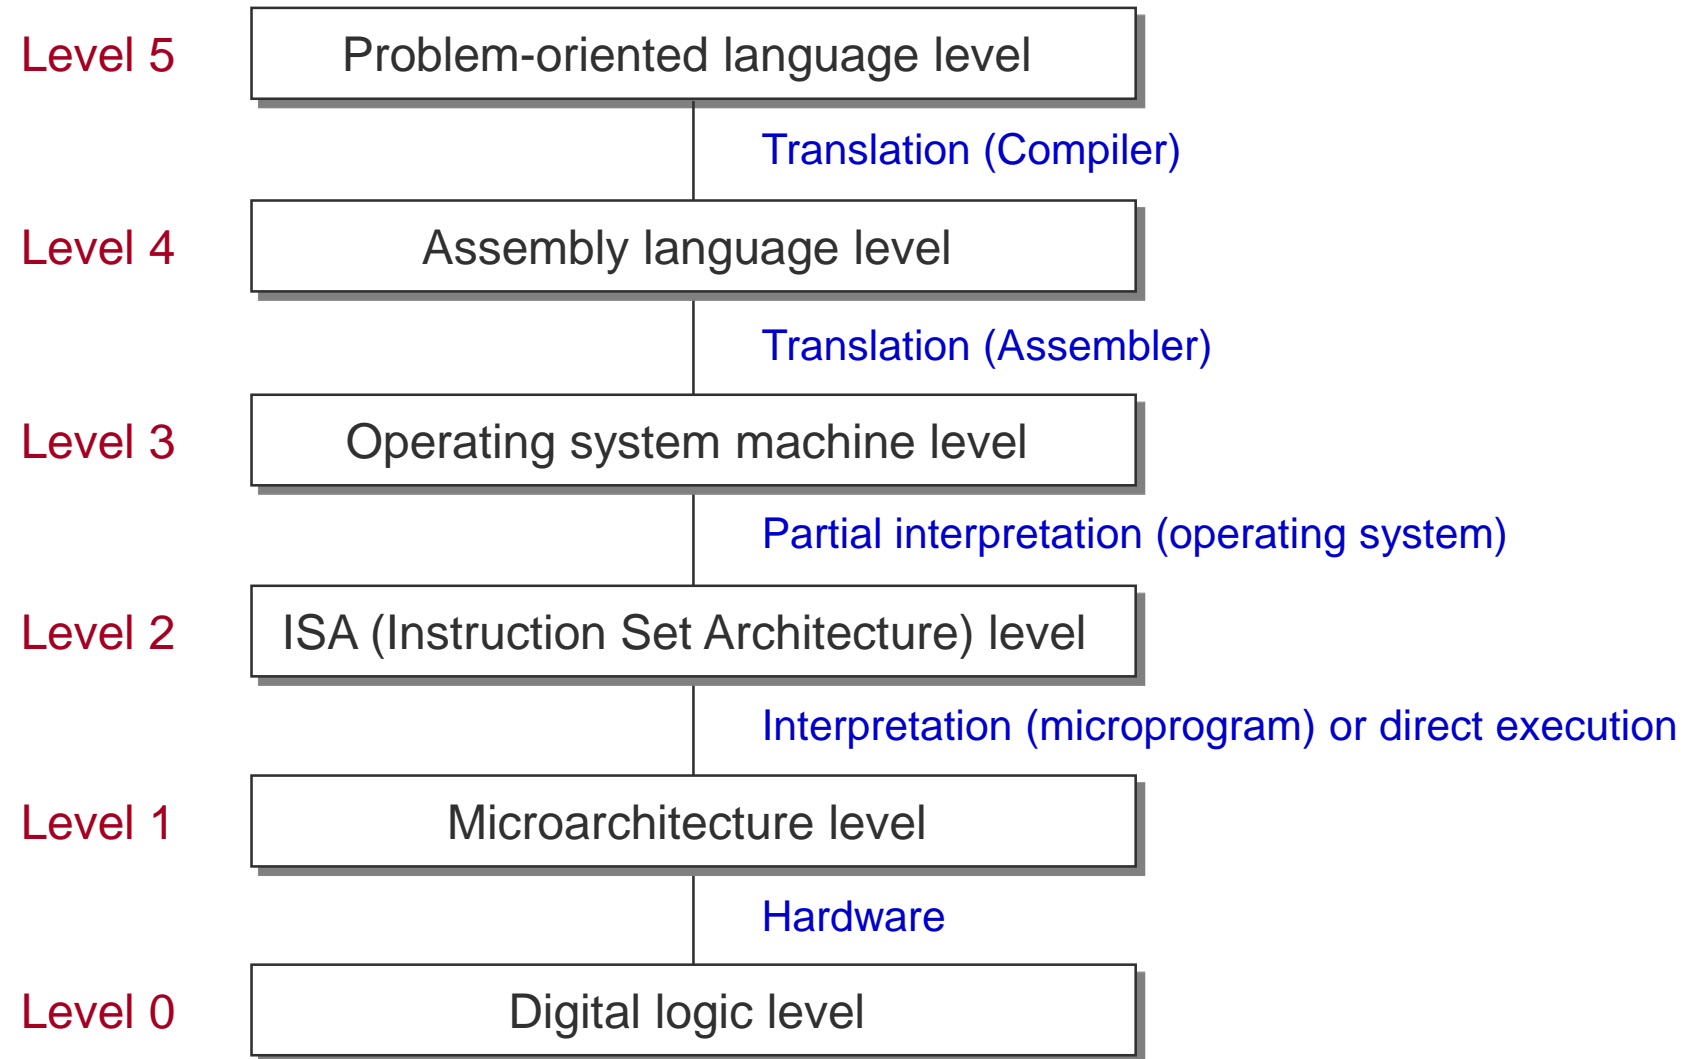 Level 5 Problem-oriented language level
Translation (Compiler)
Level 4 Assembly language level
Translation (Assembler)
Level 3 Operating system machine level
Partial interpretation (operating system)
Level 2 ISA (Instruction Set Architecture) level
Interpretation (microprogram) or direct execution
Level 1 Microarchitecture level
Hardware
Level 0 Digital logic level